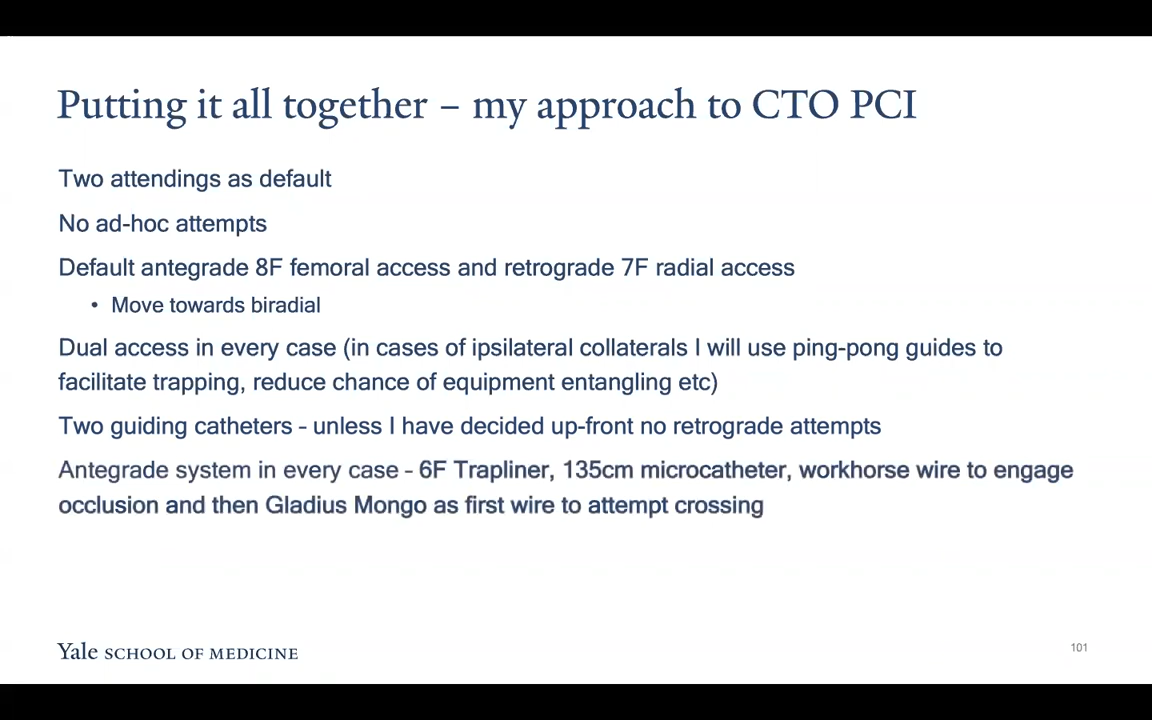 Putting it all together – my approach to CTO PCI
Two attendings as default
No ad-hoc attempts
Default antegrade 8F femoral access and retrograde 7F radial access
• Move towards biradial
Dual access in every case (in cases of ipsilateral collaterals I will use ping-pong guides to
facilitate trapping, reduce chance of equipment entangling etc)
Two guiding catheters - unless I have decided up-front no retrograde attempts
Antegrade system in every case - 6F Trapliner, 135cm microcatheter, workhorse wire to engage
occlusion and then Gladius Mongo as first wire to attempt crossing
Yale SCHOOL OF MEDICINE
101